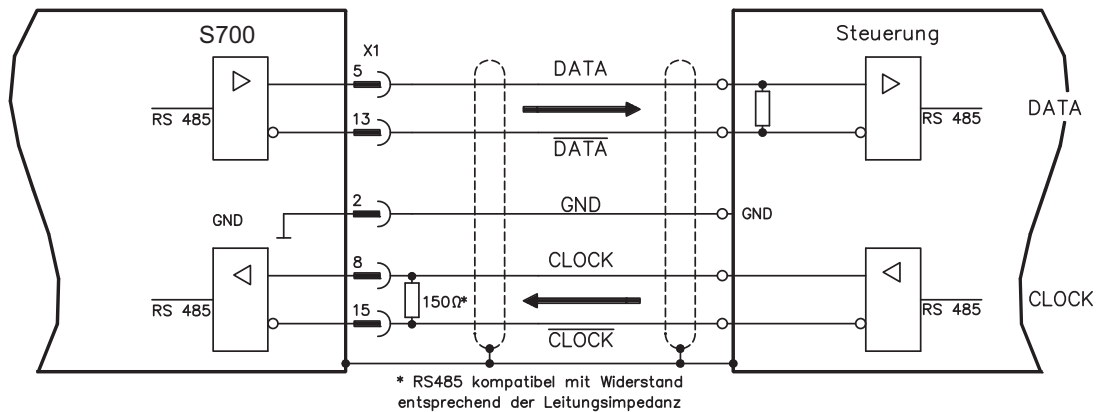 S700
Steuerung
X1
5
DATA
RS 485
13
DATA
RS 485
DATA
2
GND
GND
GND
8
CLOCK
RS 485
150Ω*
15
CLOCK
RS 485
CLOCK
* RS485 kompatibel mit Widerstand
entsprechend der Leitungsimpedanz